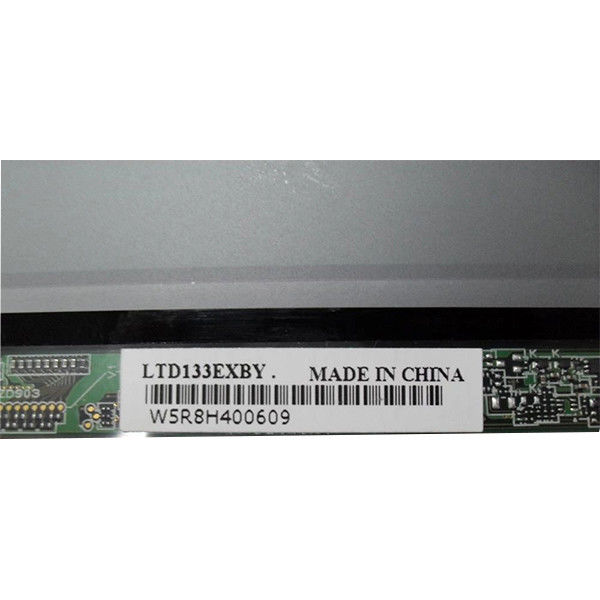 LTD133EXBY . MADE IN CHINA
W5R8H400609